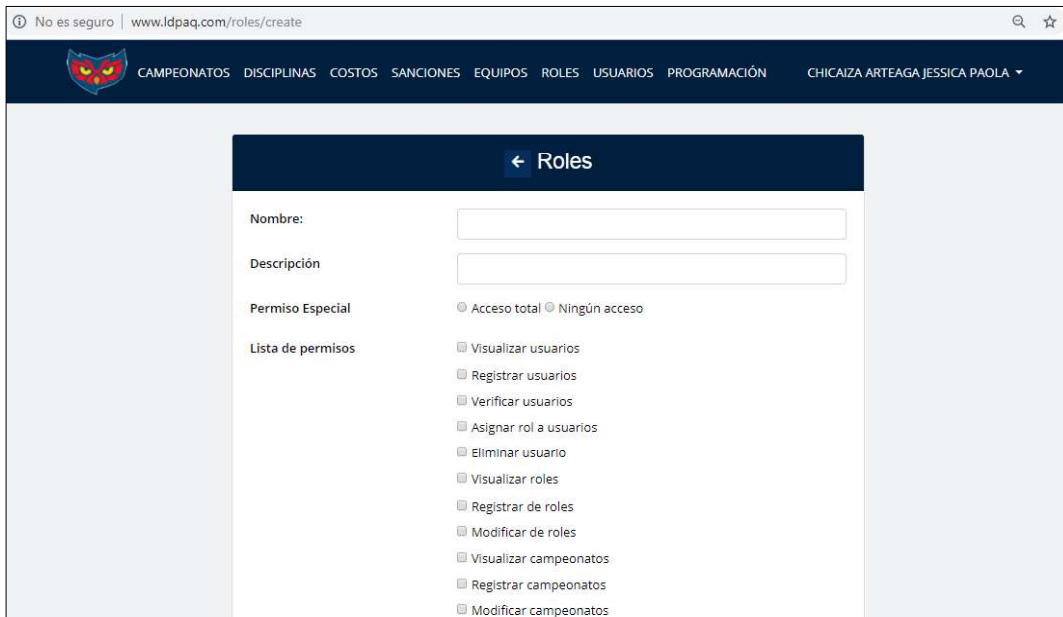 No es seguro | www.ldpaq.com/roles/create
CAMPEONATOS DISCIPLINAS COSTOS SANCIONES EQUIPOS ROLES USUARIOS PROGRAMACIÓN CHICAIZA ARTEAGA JESSICA PAOLA
Roles
Nombre:
Descripción
Permiso Especial Acceso total Ningún acceso
Lista de permisos Visualizar usuarios
Registrar usuarios
Verificar usuarios
Asignar rol a usuarios
Eliminar usuario
Visualizar roles
Registrar de roles
Modificar de roles
Visualizar campeonatos
Registrar campeonatos
Modificar campeonatos